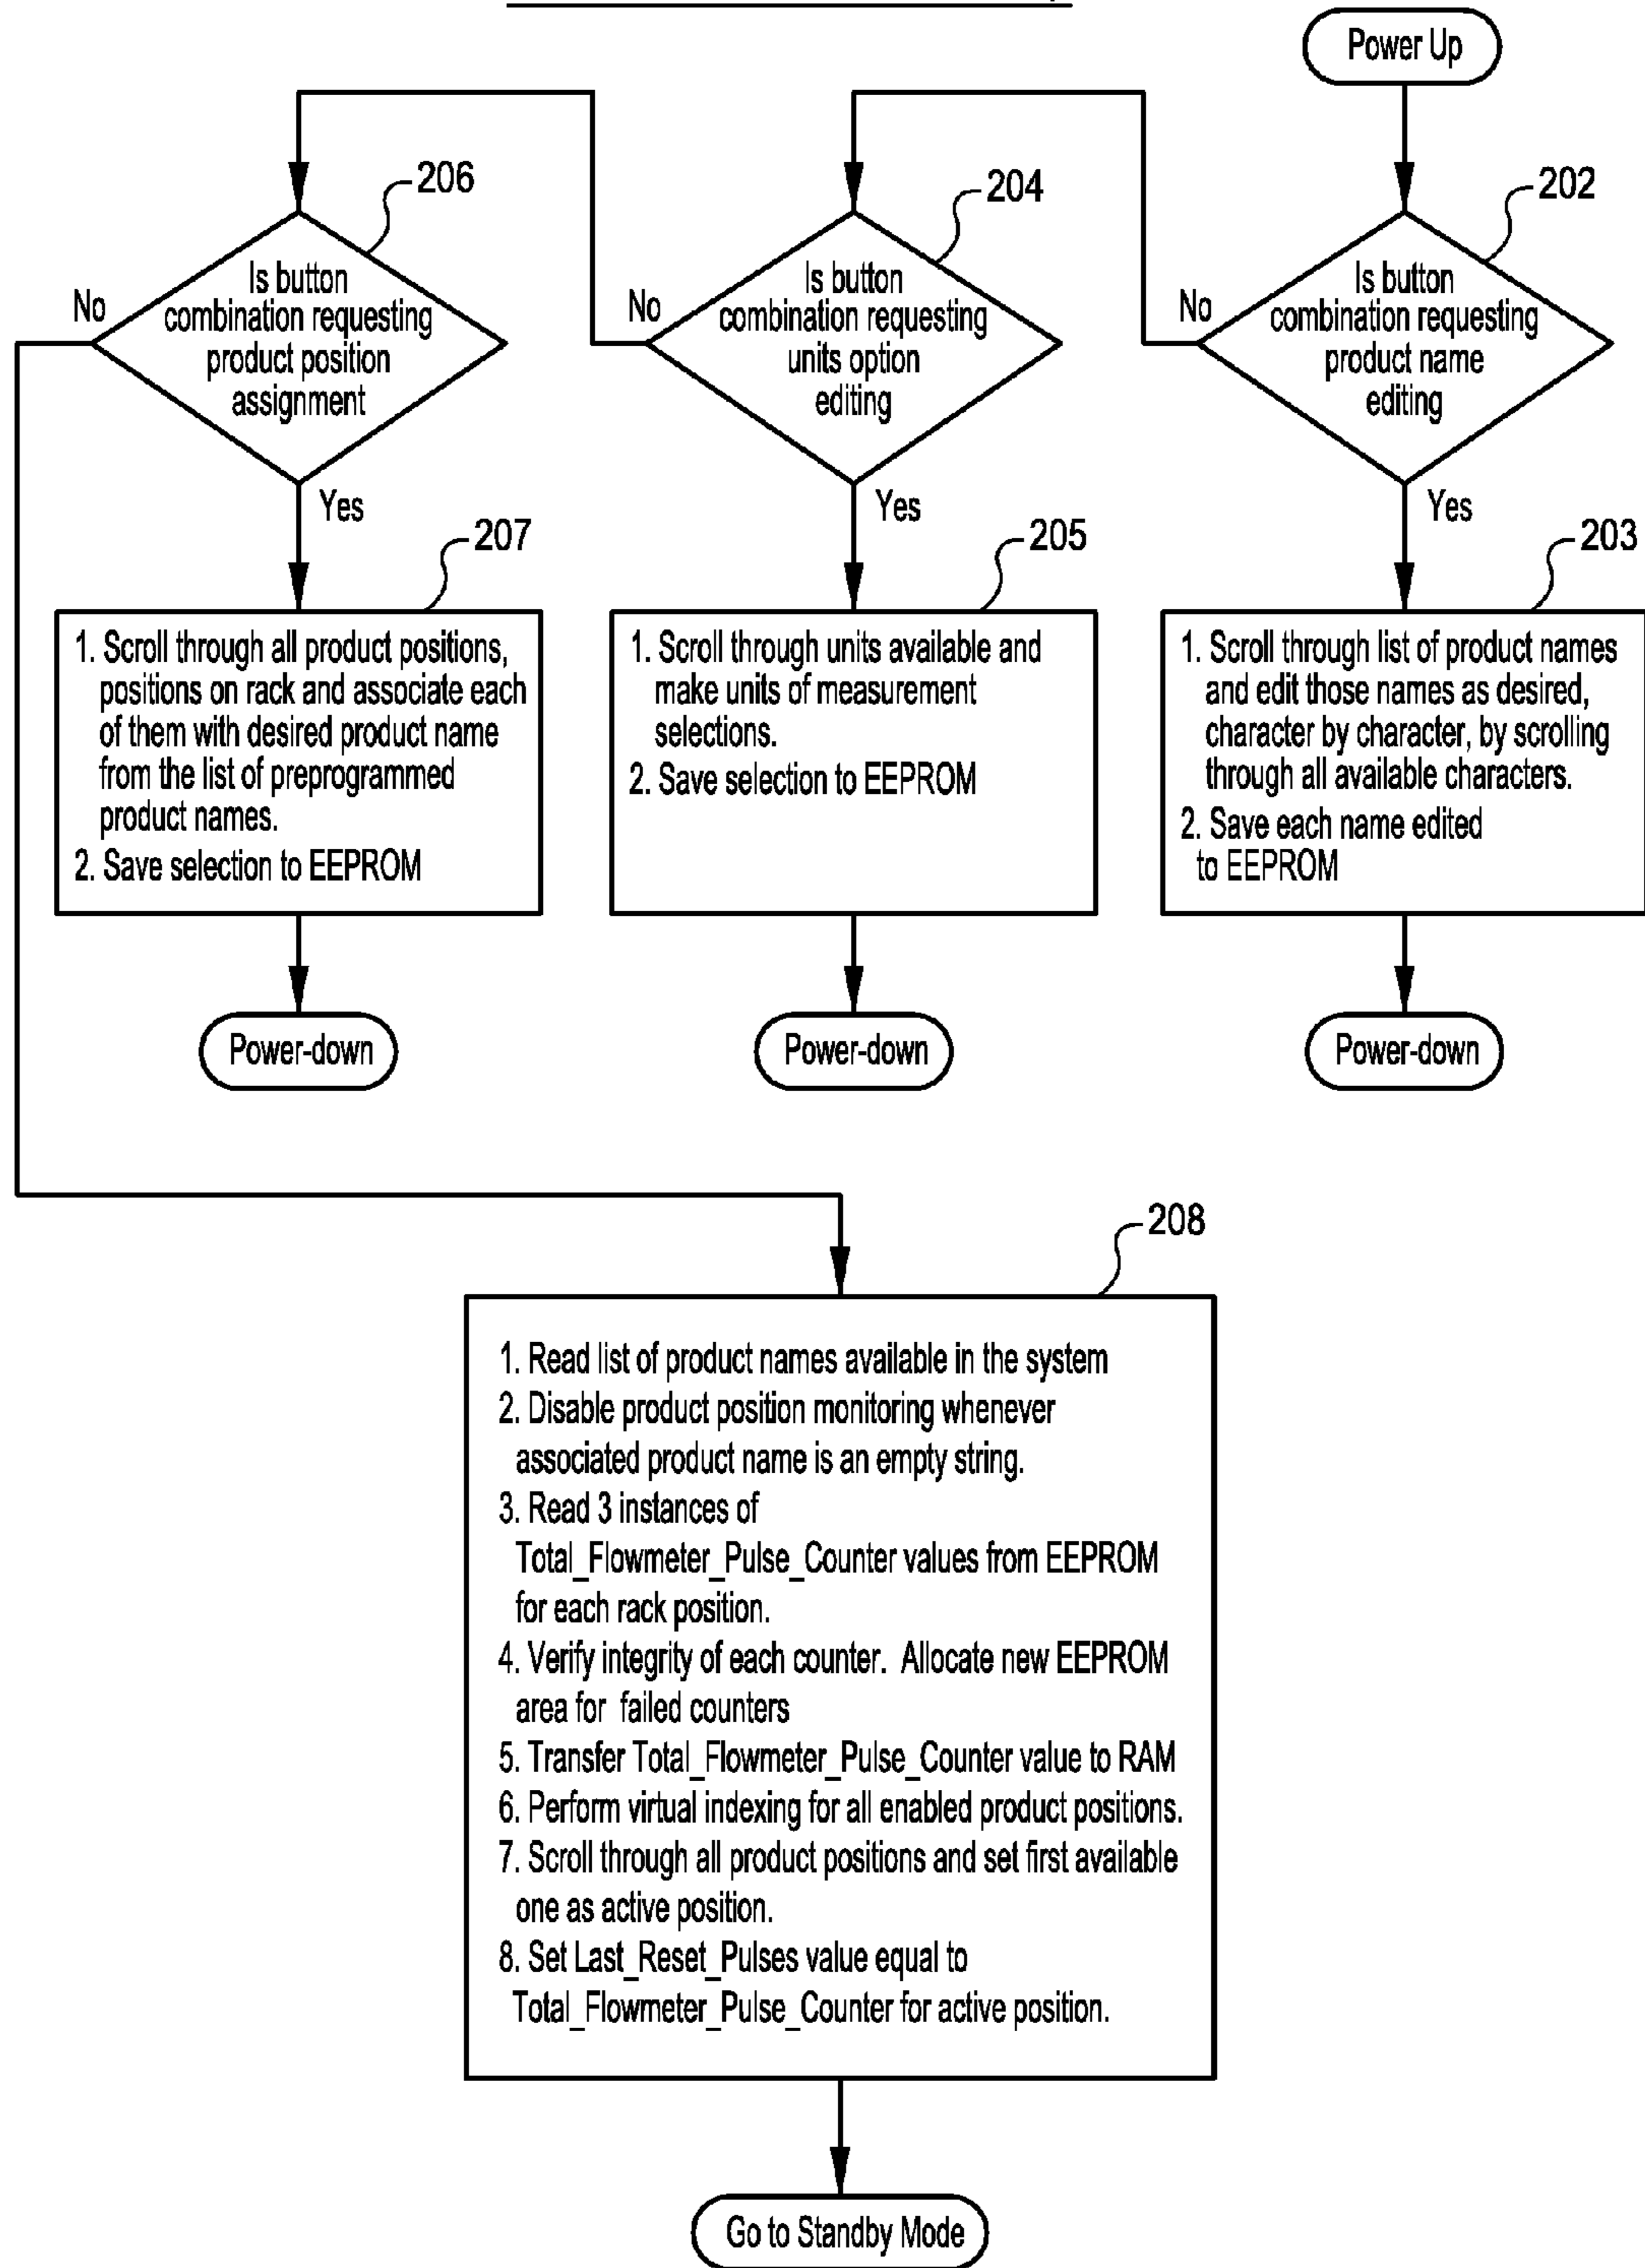 Power Up
206
204
202
Is button
combination requesting
product position
assignment
No
Yes
Is button
combination requesting
units option
editing
No
Yes
Is button
combination requesting
product name
editing
No
Yes
207
205
203
1. Scroll through all product positions,
positions on rack and associate each
of them with desired product name
from the list of preprogrammed
product names.
2. Save selection to EEPROM
1. Scroll through units available and
make units of measurement
selections.
2. Save selection to EEPROM
1. Scroll through list of product names
and edit those names as desired,
character by character, by scrolling
through all available characters.
2. Save each name edited
to EEPROM
Power-down
Power-down
Power-down
208
1. Read list of product names available in the system
2. Disable product position monitoring whenever
associated product name is an empty string.
3. Read 3 instances of
Total_Flowmeter_Pulse_Counter values from EEPROM
for each rack position.
4. Verify integrity of each counter. Allocate new EEPROM
area for failed counters
5. Transfer Total_Flowmeter_Pulse_Counter value to RAM
6. Perform virtual indexing for all enabled product positions.
7. Scroll through all product positions and set first available
one as active position.
8. Set Last_Reset_Pulses value equal to
Total_Flowmeter_Pulse_Counter for active position.
Go to Standby Mode